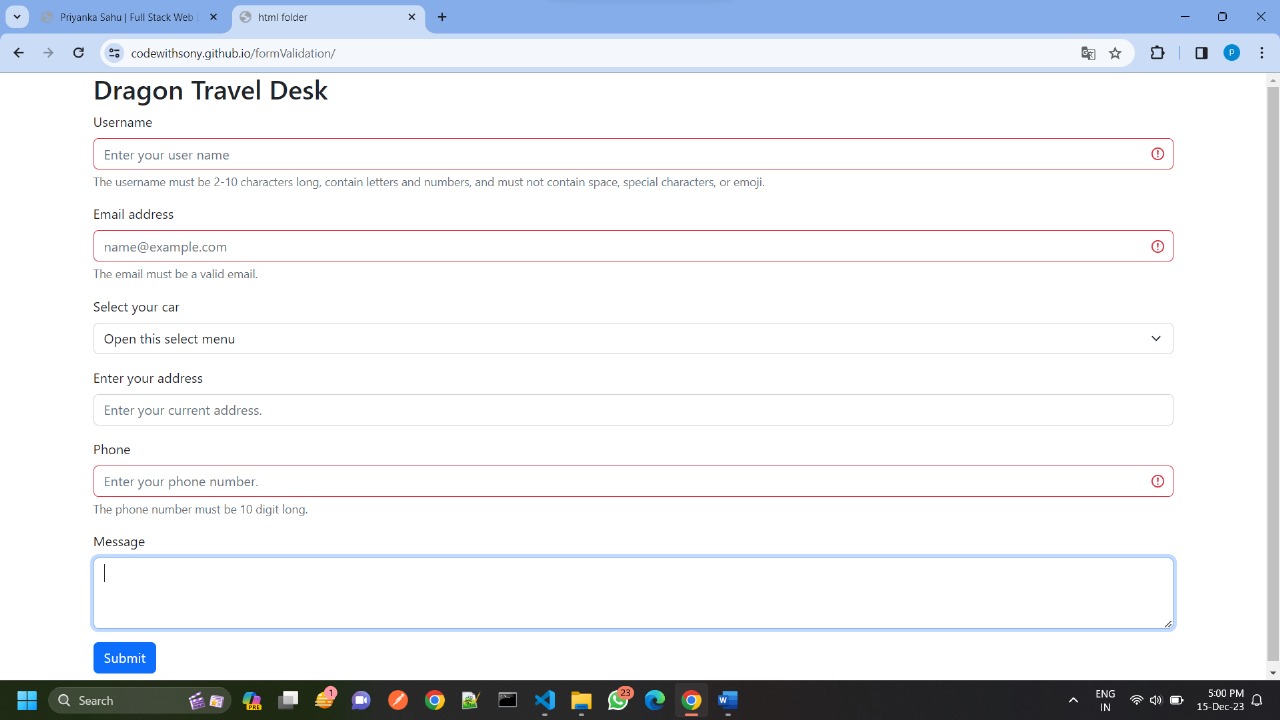 Priyanka Sahu | Full Stack Web
html folder
codewithsony.github.io/formValidation/
P
Dragon Travel Desk
Username
Enter your user name
The username must be 2-10 characters long, contain letters and numbers, and must not contain space, special characters, or emoji.
Email address
name@example.com
The email must be a valid email.
Select your car
Open this select menu
Enter your address
Enter your current address.
Phone
Enter your phone number.
The phone number must be 10 digit long.
Message
Submit
Search
PRE
1
23
W
ENG
IN
5:00 PM
15-Dec-23